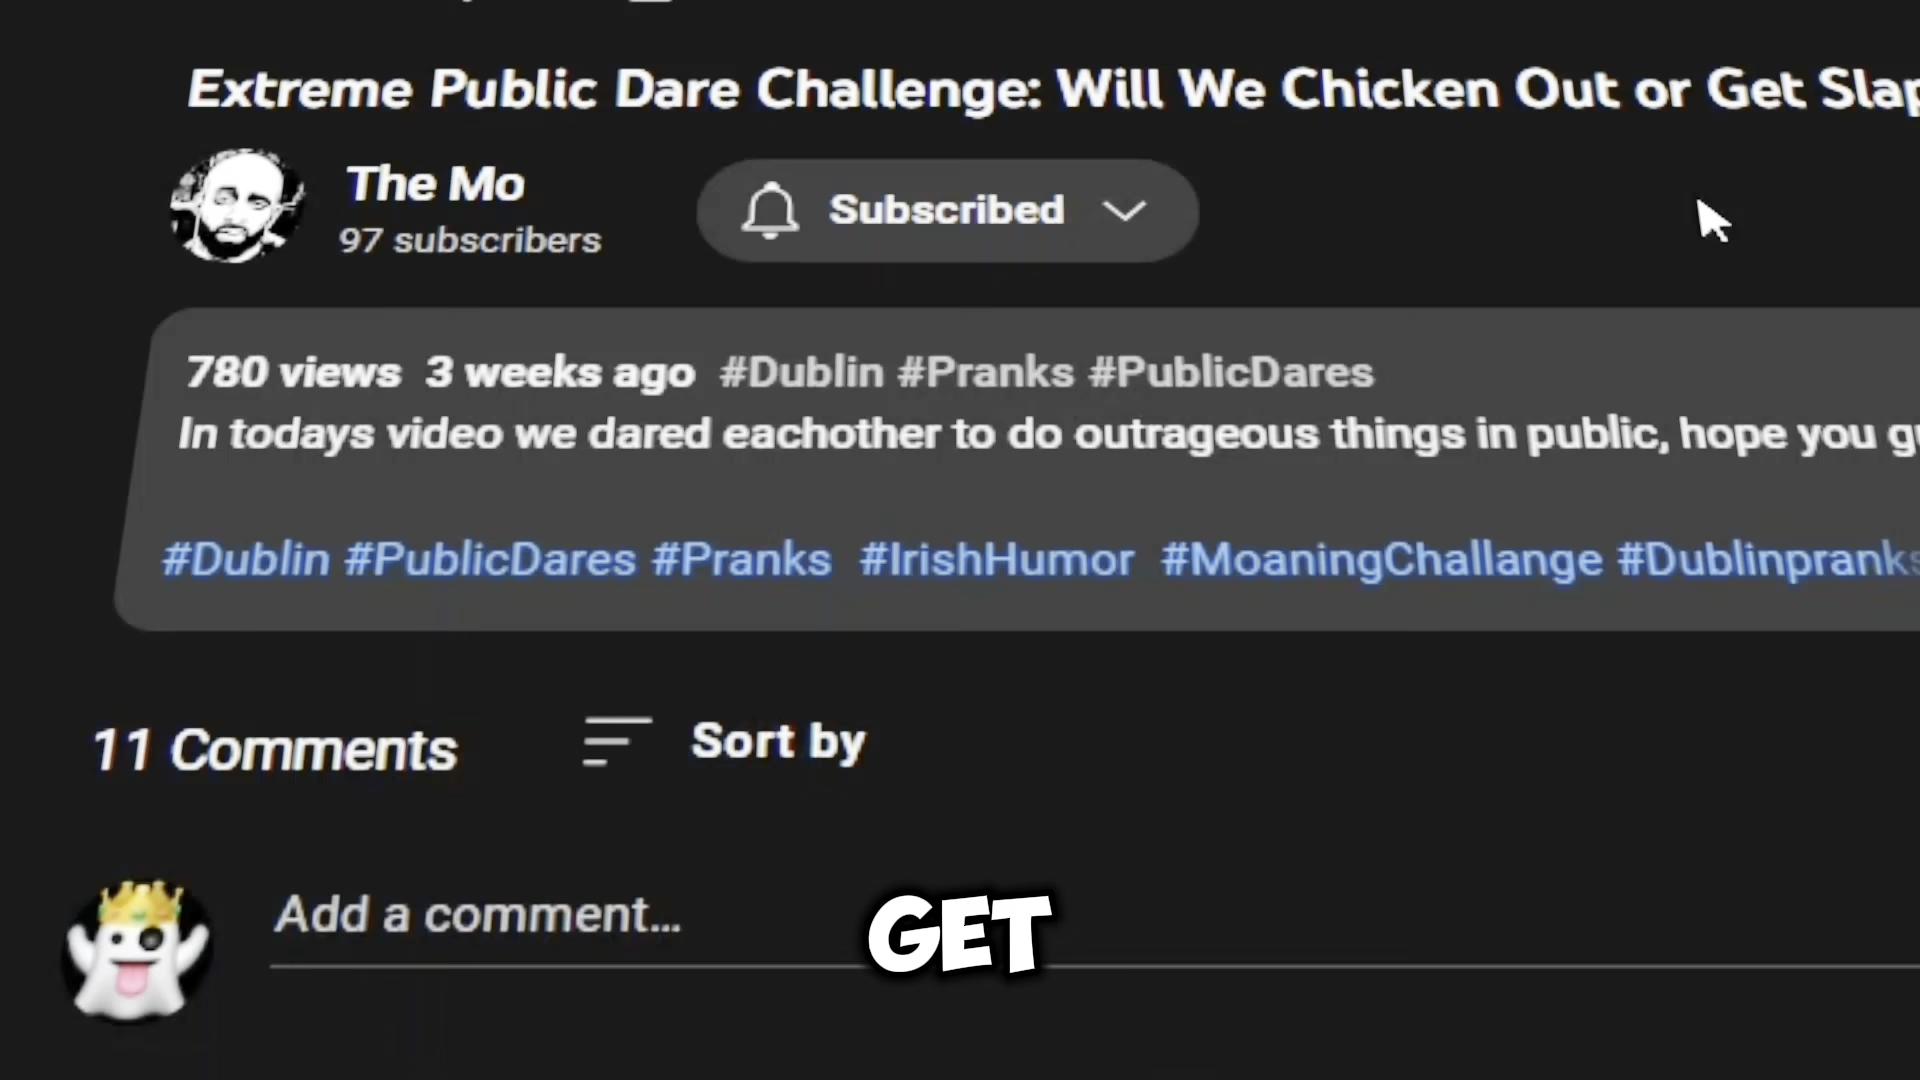 Extreme Public Dare Challenge: Will We Chicken Out or Get
The Mo
97 subscribers
Subscribed
780 views 3 weeks ago #Dublin #Pranks #PublicDares
In todays video we dared eachother to do outrageous things in public, hope you
#Dublin #PublicDares #Pranks #IrishHumor #MoaningChallange #Dublinpranks
11 Comments
Sort by
Add a comment...
GET